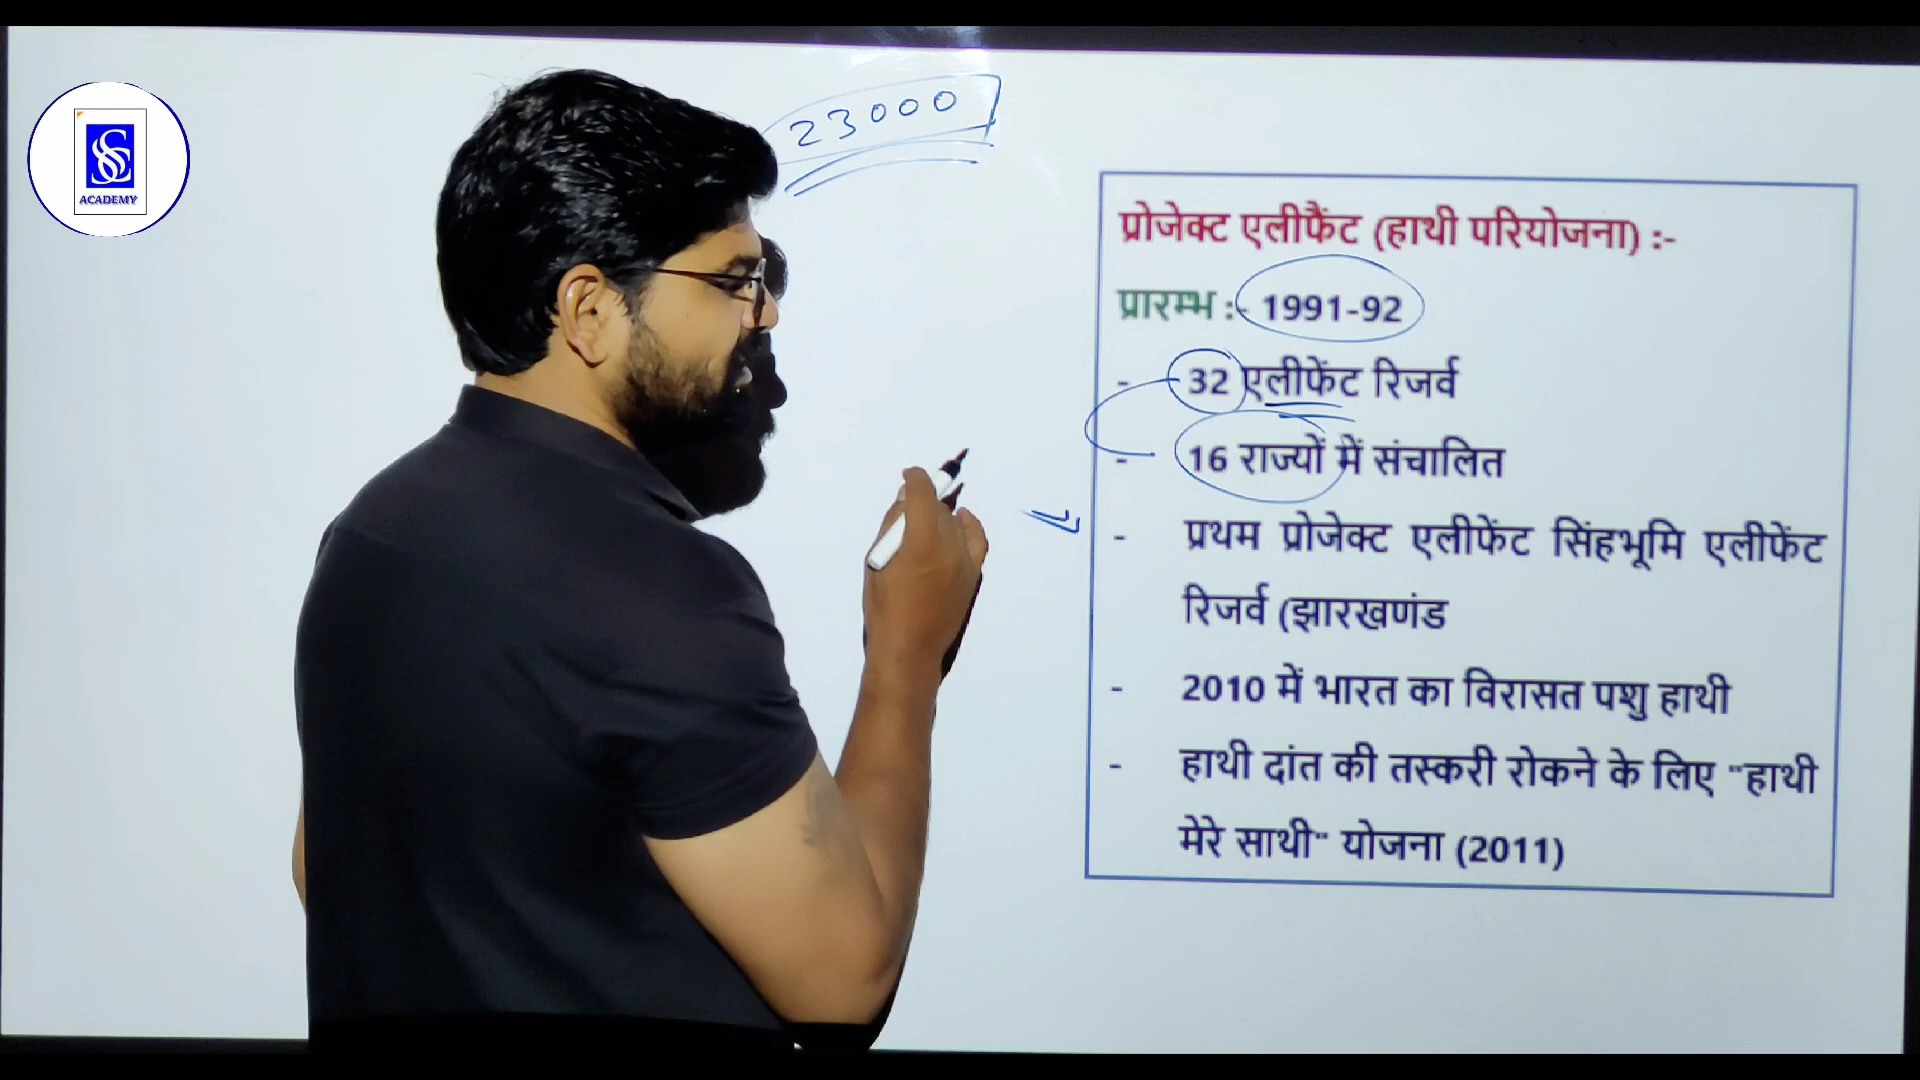 SSC
ACADEMY
23000
प्रोजेक्ट एलीफैंट (हाथी परियोजना) :-
प्रारम्भ :- 1991-92
- 32 एलीफेंट रिजर्व
- 16 राज्यों में संचालित
- प्रथम प्रोजेक्ट एलीफेंट सिंहभूमि एलीफेंट
रिजर्व (झारखणंड
- 2010 में भारत का विरासत पशु हाथी
- हाथी दांत की तस्करी रोकने के लिए "हाथी
मेरे साथी" योजना (2011)